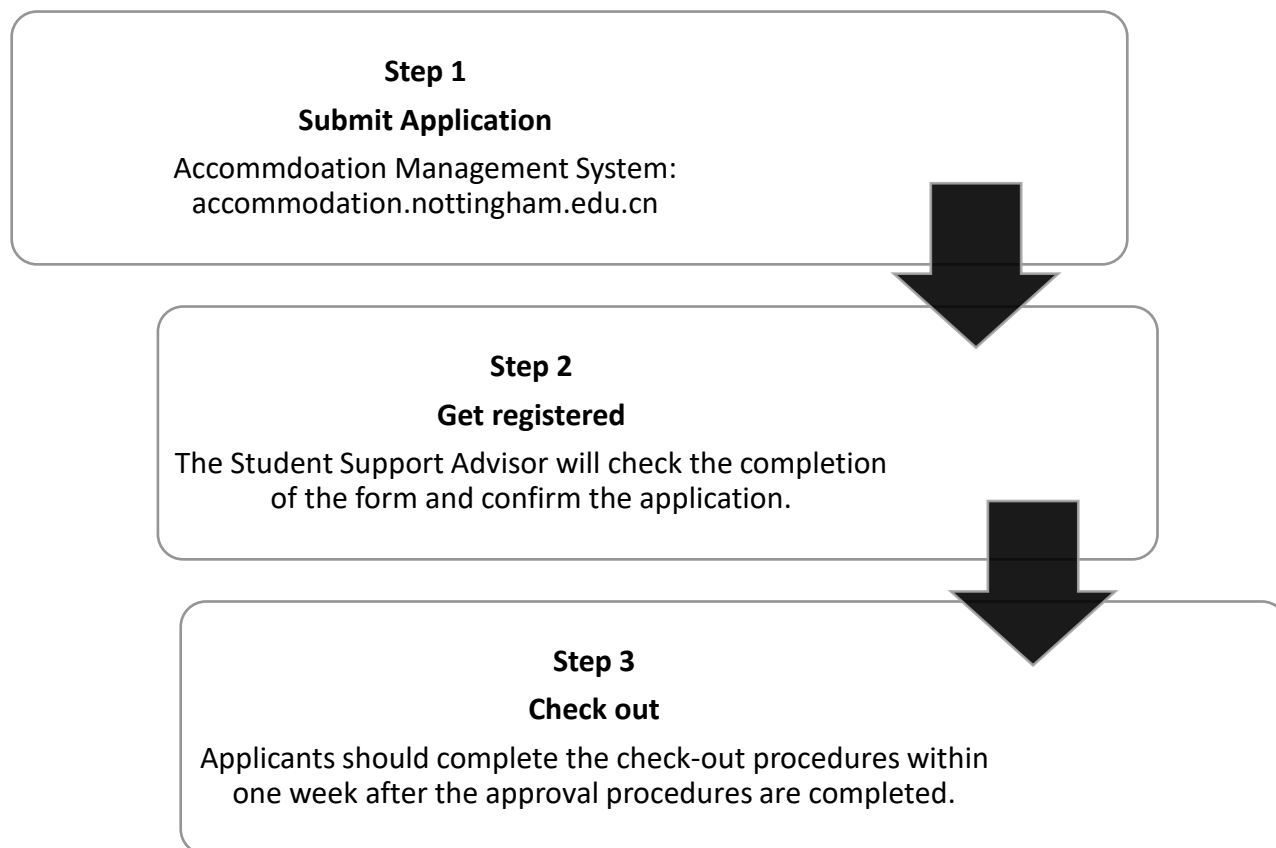 Step 1
Submit Application
Accommdoation Management System:
accommodation.nottingham.edu.cn
Step 2
Get registered
The Student Support Advisor will check the completion
of the form and confirm the application.
Step 3
Check out
Applicants should complete the check-out procedures within
one week after the approval procedures are completed.